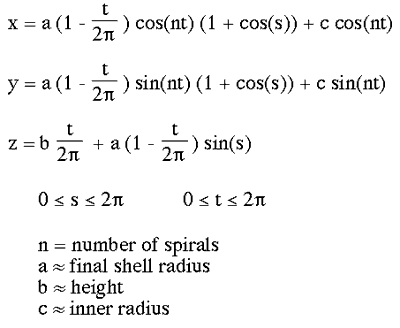 x = a (1 - t/2π) cos(nt) (1 + cos(s)) + c cos(nt)
y = a (1 - t/2π) sin(nt) (1 + cos(s)) + c sin(nt)
z = b t/2π + a (1 - t/2π) sin(s)
0 ≤ s ≤ 2π 0 ≤ t ≤ 2π
n = number of spirals
a ≈ final shell radius
b ≈ height
c ≈ inner radius